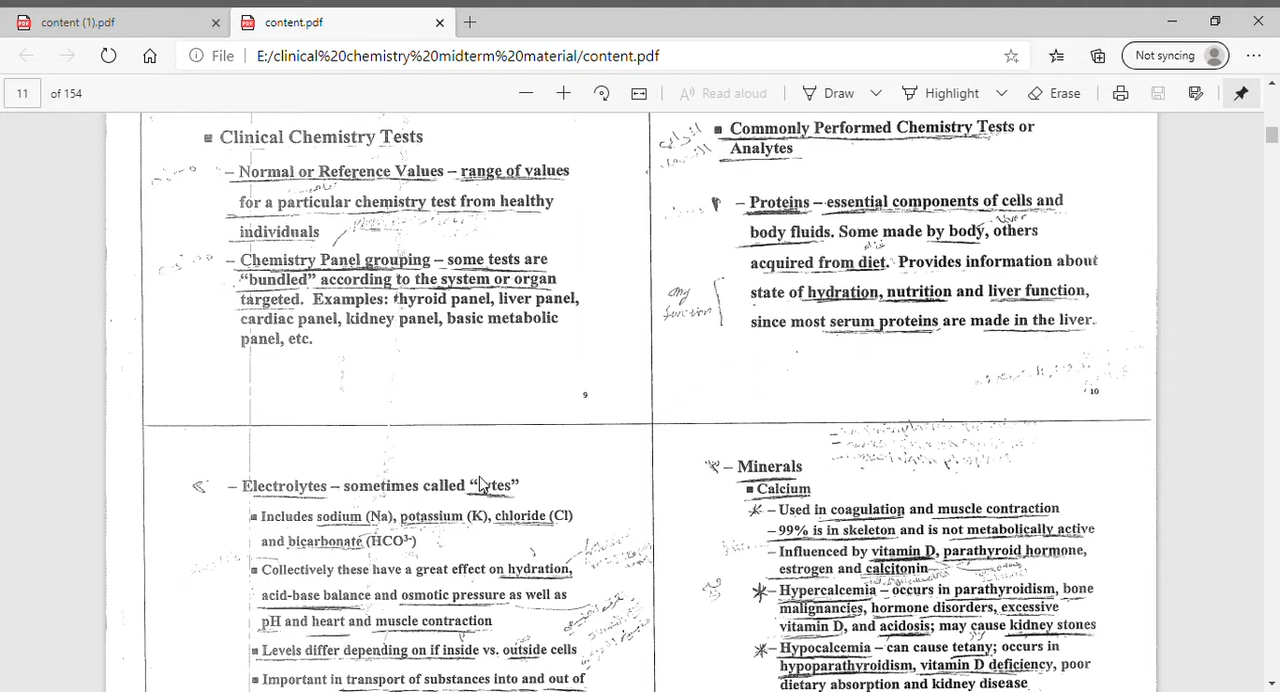 content (1).pdf
content.pdf
File
E:/clinical%20chemistry%20midterm%20material/content.pdf
Not syncing
11 of 154
Read aloud
Draw
Highlight
Erase
Clinical Chemistry Tests
– Normal or Reference Values – range of values
for a particular chemistry test from healthy
individuals
– Chemistry Panel grouping – some tests are
“bundled” according to the system or organ
targeted. Examples: thyroid panel, liver panel,
cardiac panel, kidney panel, basic metabolic
panel, etc.
9
Commonly Performed Chemistry Tests or
Analytes
– Proteins – essential components of cells and
liver
body fluids. Some made by body, others
acquired from diet. Provides information about
any
function
state of hydration, nutrition and liver function,
since most serum proteins are made in the liver.
10
– Electrolytes – sometimes called “lytes”
Includes sodium (Na), potassium (K), chloride (Cl)
and bicarbonate (HCO³-)
Collectively these have a great effect on hydration,
acid-base balance and osmotic pressure as well as
pH and heart and muscle contraction
Levels differ depending on if inside vs. outside cells
Important in transport of substances into and out of
– Minerals
Calcium
– Used in coagulation and muscle contraction
– 99% is in skeleton and is not metabolically active
– Influenced by vitamin D, parathyroid hormone,
estrogen and calcitonin
– Hypercalcemia – occurs in parathyroidism, bone
malignancies, hormone disorders, excessive
vitamin D, and acidosis; may cause kidney stones
– Hypocalcemia – can cause tetany; occurs in
hypoparathyroidism, vitamin D deficiency, poor
dietary absorption and kidney disease